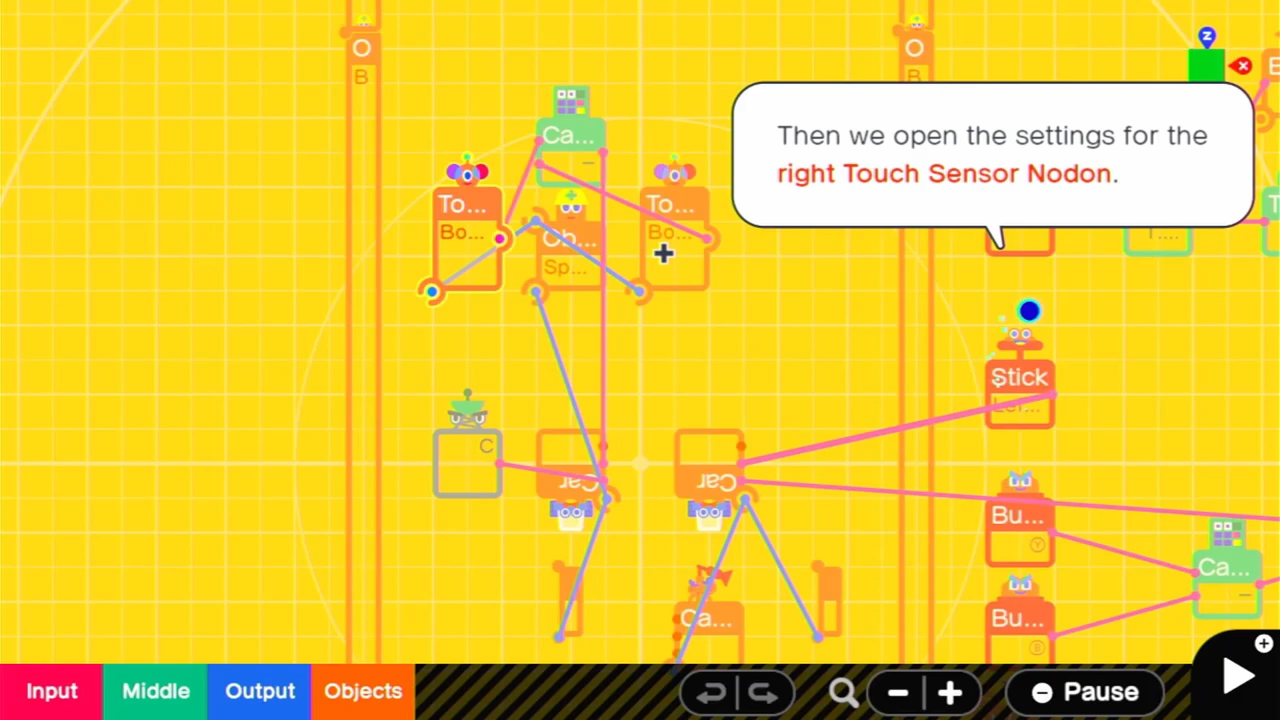 O
B
O
B
z
x
E
Ca...
−
Then we open the settings for the
right Touch Sensor Nodon.
To...
Bo...
To...
Bo...
Ob...
Sp...
T....
T
Stick
C
Car
Car
Bu...
Y
Ca...
−
Bu...
B
Ca...
Input
Middle
Output
Objects
Pause